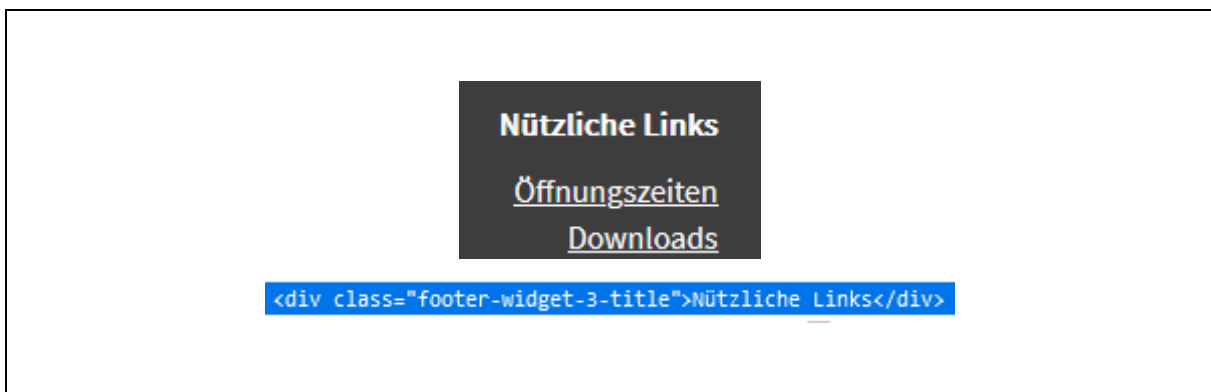 Nützliche Links
Öffnungszeiten
Downloads
<div class="footer-widget-3-title">Nützliche Links</div>